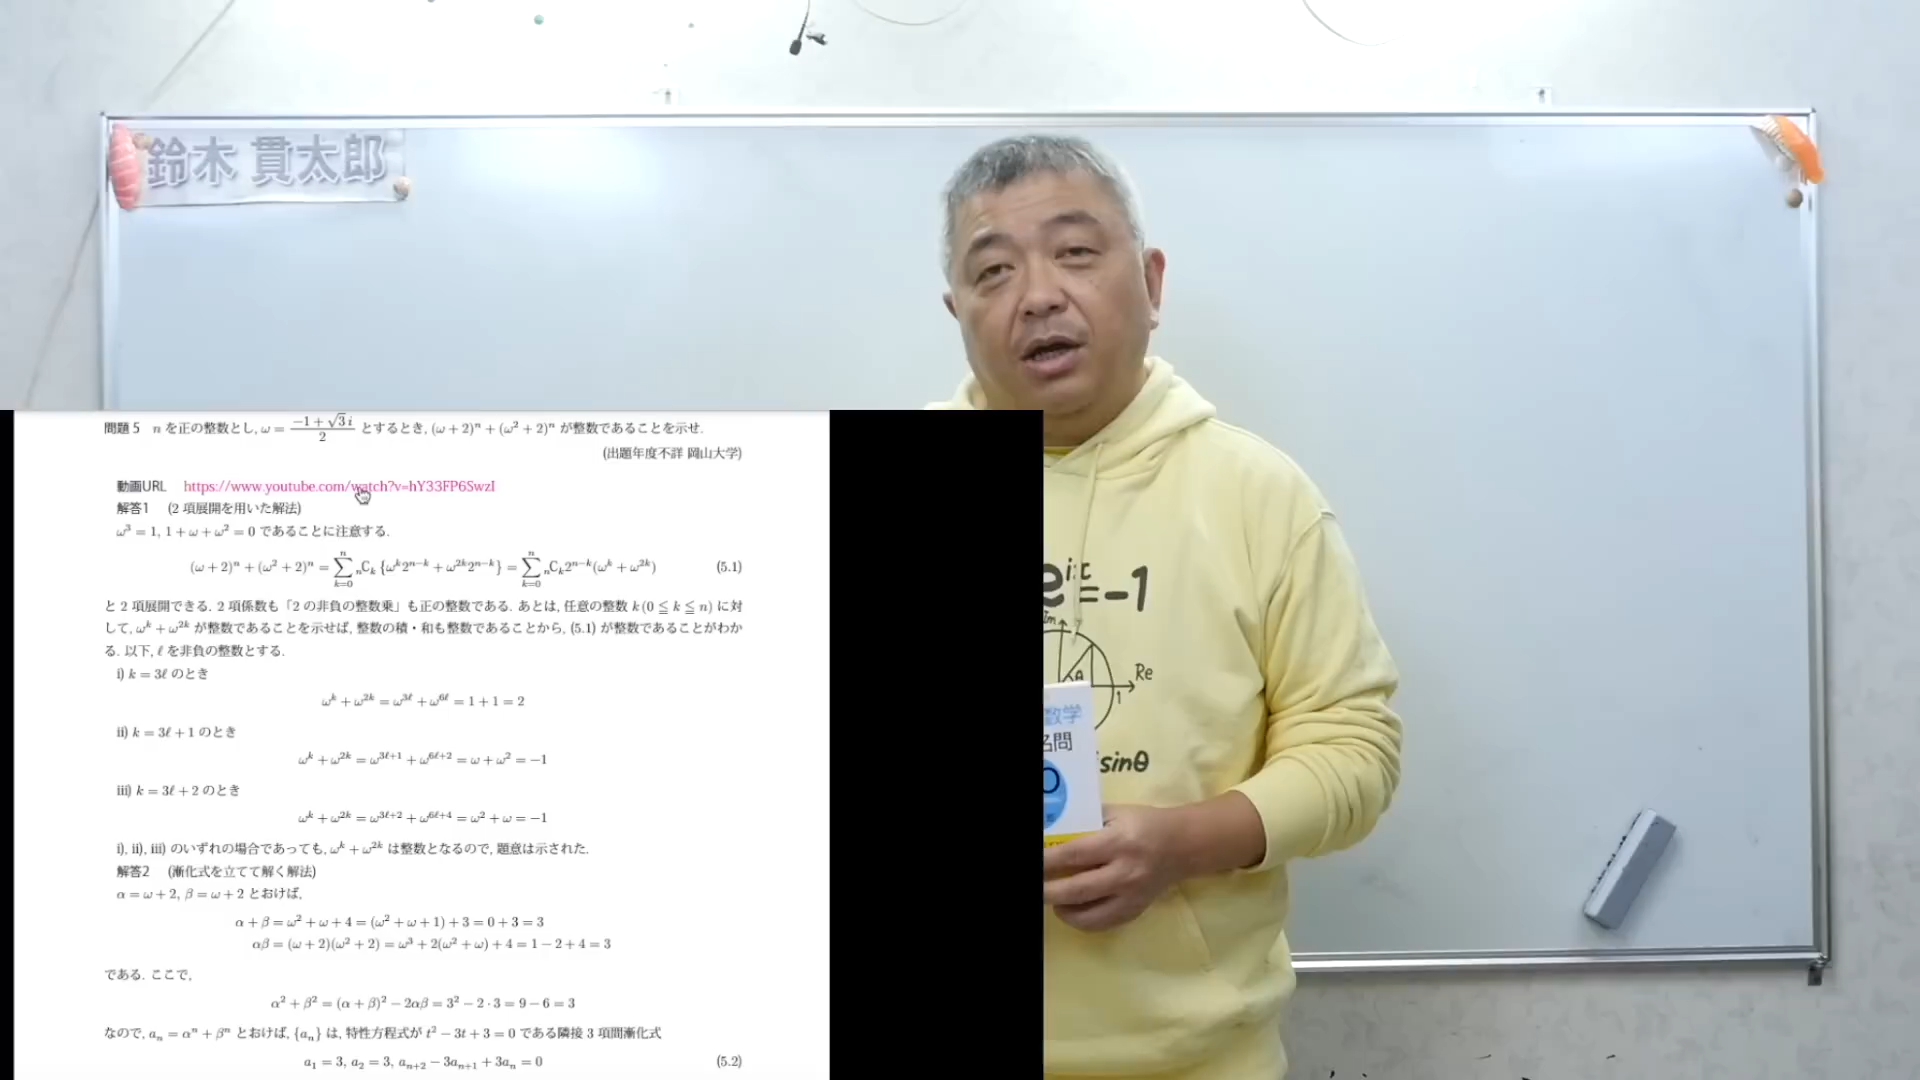 鈴木 貫太郎
問題 5 n を正の整数とし, ω = \frac{-1+√3 i}{2} とするとき, (ω + 2)^n + (ω^2 + 2)^n が整数であることを示せ.
(出題年度不詳 岡山大学)
動画URL https://www.youtube.com/watch?v=hY33FP6SwzI
解答1 (2 項展開を用いた解法)
ω^3 = 1, 1 + ω + ω^2 = 0 であることに注意する.
(ω + 2)^n + (ω^2 + 2)^n = \sum_{k=0}^{n} {}_nC_k {ω^k 2^{n−k} + ω^{2k} 2^{n−k}} = \sum_{k=0}^{n} {}_nC_k 2^{n−k}(ω^k + ω^{2k}) (5.1)
と 2 項展開できる. 2 項係数も「2 の非負の整数乗」も正の整数である. あとは, 任意の整数 k (0 ≦ k ≦ n) に対
して, ω^k + ω^{2k} が整数であることを示せば, 整数の積・和も整数であることから, (5.1) が整数であることがわか
る. 以下, ℓ を非負の整数とする.
i) k = 3ℓ のとき
ω^k + ω^{2k} = ω^{3ℓ} + ω^{6ℓ} = 1 + 1 = 2
ii) k = 3ℓ + 1 のとき
ω^k + ω^{2k} = ω^{3ℓ+1} + ω^{6ℓ+2} = ω + ω^2 = −1
iii) k = 3ℓ + 2 のとき
ω^k + ω^{2k} = ω^{3ℓ+2} + ω^{6ℓ+4} = ω^2 + ω = −1
i), ii), iii) のいずれの場合であっても, ω^k + ω^{2k} は整数となるので, 題意は示された.
解答2 (漸化式を立てて解く解法)
α = ω + 2, β = ω + 2 とおけば,
α + β = ω^2 + ω + 4 = (ω^2 + ω + 1) + 3 = 0 + 3 = 3
αβ = (ω + 2)(ω^2 + 2) = ω^3 + 2(ω^2 + ω) + 4 = 1 − 2 + 4 = 3
である. ここで,
α^2 + β^2 = (α + β)^2 − 2αβ = 3^2 − 2 · 3 = 9 − 6 = 3
なので, a_n = α^n + β^n とおけば, {a_n} は, 特性方程式が t^2 − 3t + 3 = 0 である隣接 3 項間漸化式
a_1 = 3, a_2 = 3, a_{n+2} − 3a_{n+1} + 3a_n = 0 (5.2)
=-1
Im
Re
θ
1
sinθ
数学
名問